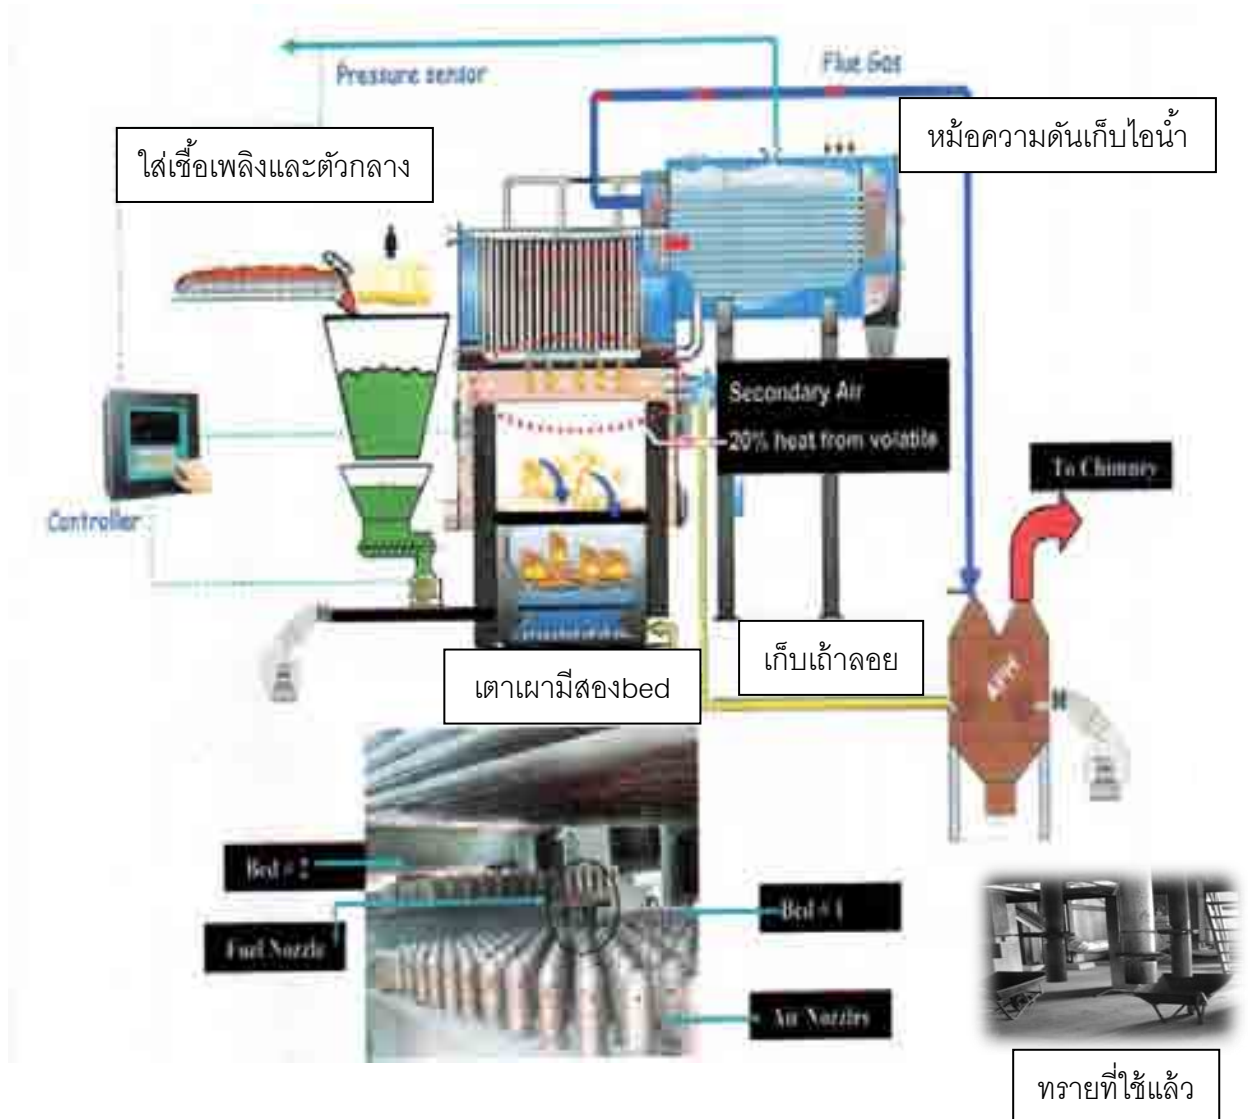 Pressure sensor
Flue Gas
หม้อความดันเก็บไอน้ำ
ใส่เชื้อเพลิงและตัวกลาง
Secondary Air
20% heat from volatile
To Chimney
Controller
เก็บเถ้าลอย
เตาเผามีสองbed
APH
Bed # 2
Bed # 1
Fuel Nozzle
Air Nozzles
ทรายที่ใช้แล้ว